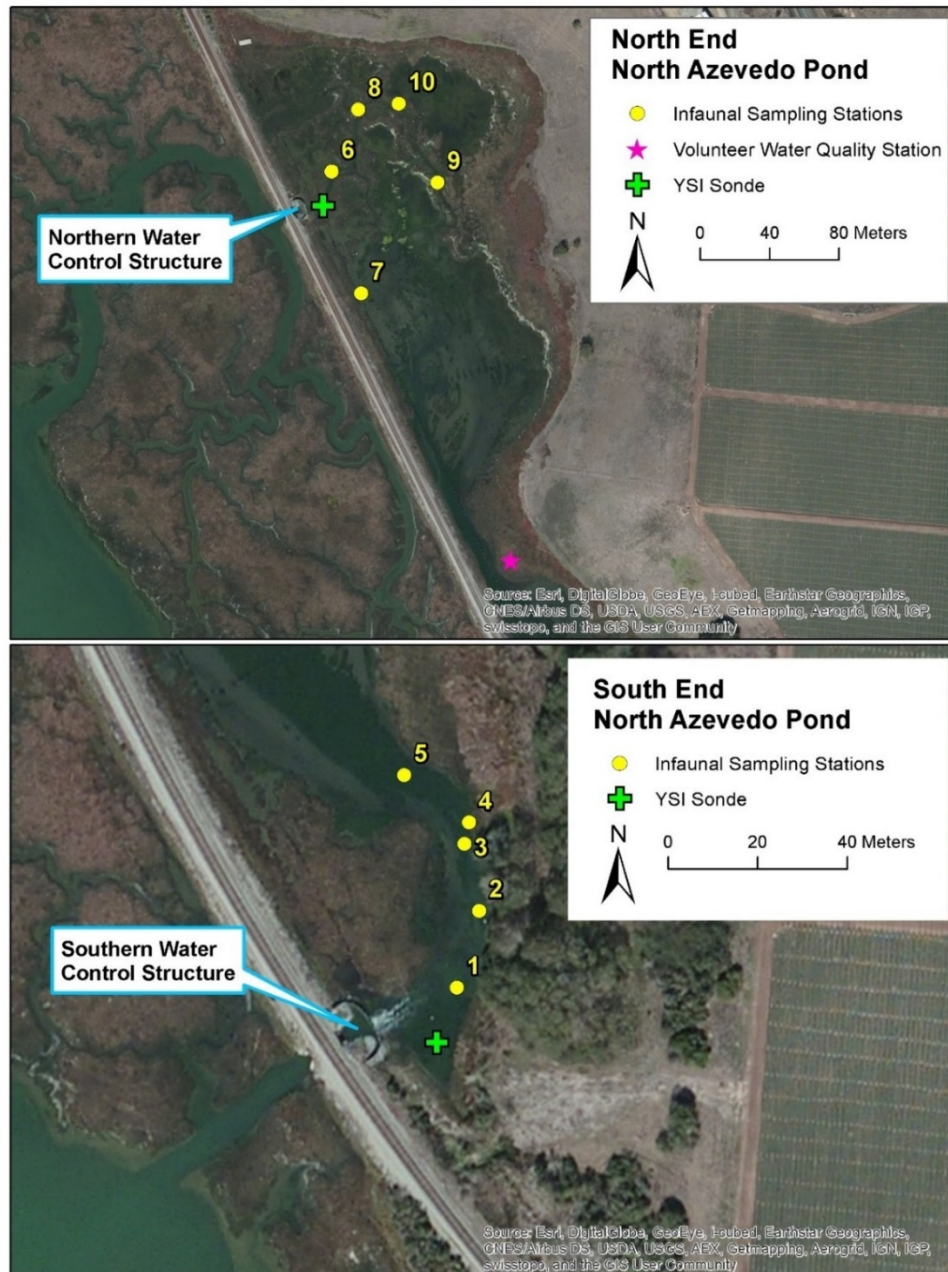 North End
North Azevedo Pond
Infaunal Sampling Stations
Volunteer Water Quality Station
YSI Sonde
N
0 40 80 Meters
8 10
6 9
7
Northern Water
Control Structure
Source: Esri, DigitalGlobe, GeoEye, i-cubed, Earthstar Geographics,
CNES/Airbus DS, USDA, USGS, AEX, Getmapping, Aerogrid, IGN, IGP,
swisstopo, and the GIS User Community
South End
North Azevedo Pond
Infaunal Sampling Stations
YSI Sonde
N
0 20 40 Meters
5
4
3
2
1
Southern Water
Control Structure
Source: Esri, DigitalGlobe, GeoEye, i-cubed, Earthstar Geographics,
CNES/Airbus DS, USDA, USGS, AEX, Getmapping, Aerogrid, IGN, IGP,
swisstopo, and the GIS User Community